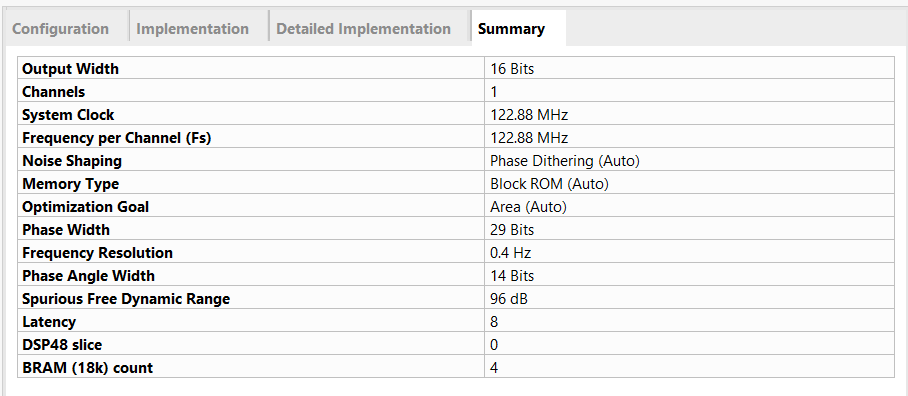 Configuration Implementation Detailed Implementation Summary
Output Width 16 Bits
Channels 1
System Clock 122.88 MHz
Frequency per Channel (Fs) 122.88 MHz
Noise Shaping Phase Dithering (Auto)
Memory Type Block ROM (Auto)
Optimization Goal Area (Auto)
Phase Width 29 Bits
Frequency Resolution 0.4 Hz
Phase Angle Width 14 Bits
Spurious Free Dynamic Range 96 dB
Latency 8
DSP48 slice 0
BRAM (18k) count 4